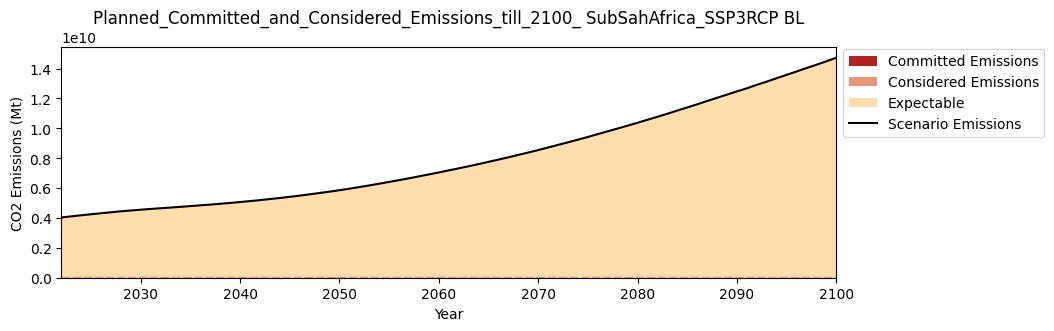 Planned_Committed_and_Considered_Emissions_till_2100_ SubSahAfrica_SSP3RCP BL
1e10
1.4
1.2
1.0
0.8
0.6
0.4
0.2
0.0
CO2 Emissions (Mt)
2030 2040 2050 2060 2070 2080 2090 2100
Year
Committed Emissions
Considered Emissions
Expectable
Scenario Emissions